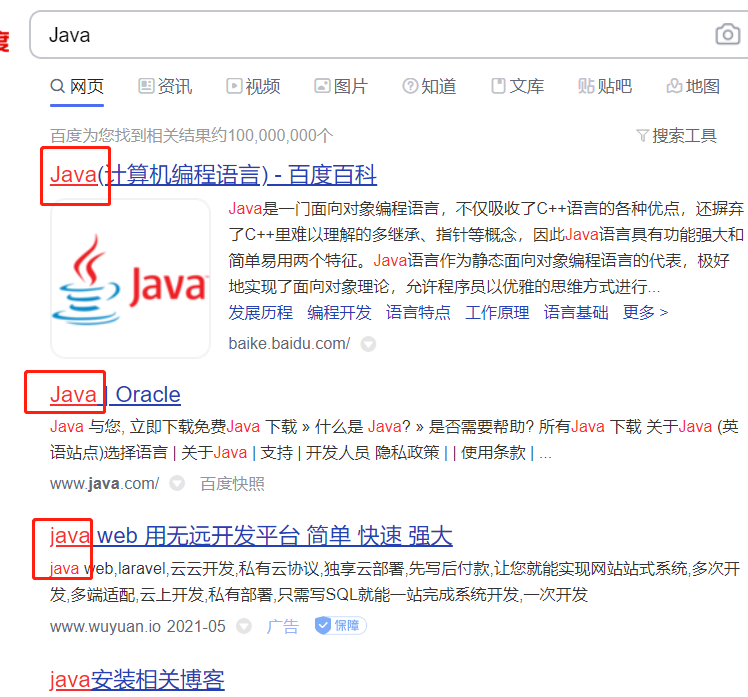 度
Java
网页 资讯 视频 图片 知道 文库 贴吧 地图
百度为您找到相关结果约100,000,000个 搜索工具
Java(计算机编程语言) - 百度百科
Java是一门面向对象编程语言，不仅吸收了C++语言的各种优点，还摒弃
了C++里难以理解的多继承、指针等概念，因此Java语言具有功能强大和
简单易用两个特征。Java语言作为静态面向对象编程语言的代表，极好
地实现了面向对象理论，允许程序员以优雅的思维方式进行...
发展历程 编程开发 语言特点 工作原理 语言基础 更多 >
Java
baike.baidu.com/
Java | Oracle
Java 与您, 立即下载免费Java 下载 » 什么是 Java? » 是否需要帮助? 所有Java 下载 关于Java (英
语站点)选择语言 | 关于Java | 支持 | 开发人员 隐私政策 | | 使用条款 | ...
www.java.com/ 百度快照
java web 用无远开发平台 简单 快速 强大
java web,laravel,云云开发,私有云协议,独享云部署,先写后付款,让您就能实现网站站式系统,多次开
发,多端适配,云上开发,私有部署,只需写SQL就能一站完成系统开发,一次开发
www.wuyuan.io 2021-05 广告 保障
java安装相关博客